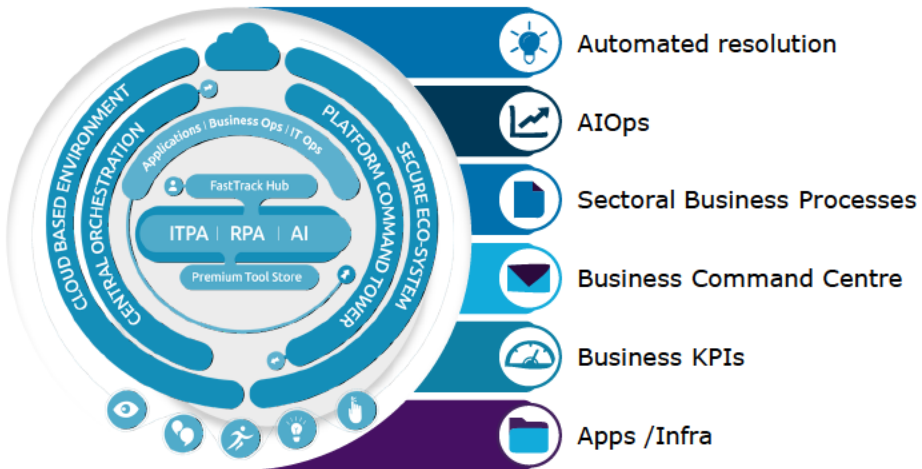 CLOUD BASED ENVIRONMENT
CENTRAL ORCHESTRATION
Applications | Business Ops | IT Ops
FastTrack Hub
ITPA | RPA | AI
Premium Tool Store
PLATFORM COMMAND TOWER
SECURE ECO-SYSTEM
Automated resolution
AIOps
Sectoral Business Processes
Business Command Centre
Business KPIs
Apps /Infra